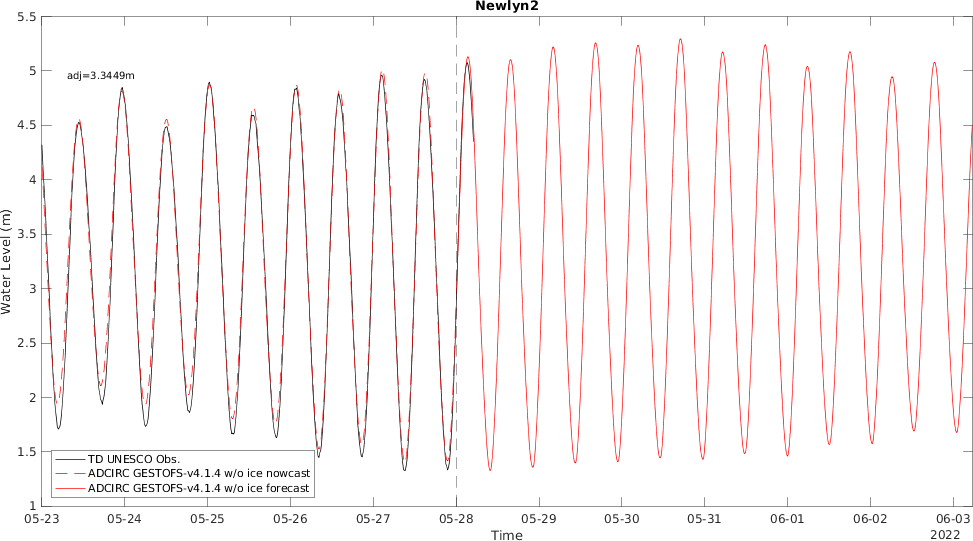 Newlyn2
5.5
5
4.5
4
3.5
3
2.5
2
1.5
1
Water Level (m)
adj=3.3449m
TD UNESCO Obs.
ADCIRC GESTOFS-v4.1.4 w/o ice nowcast
ADCIRC GESTOFS-v4.1.4 w/o ice forecast
05-23 05-24 05-25 05-26 05-27 05-28 05-29 05-30 05-31 06-01 06-02 06-03
Time
2022